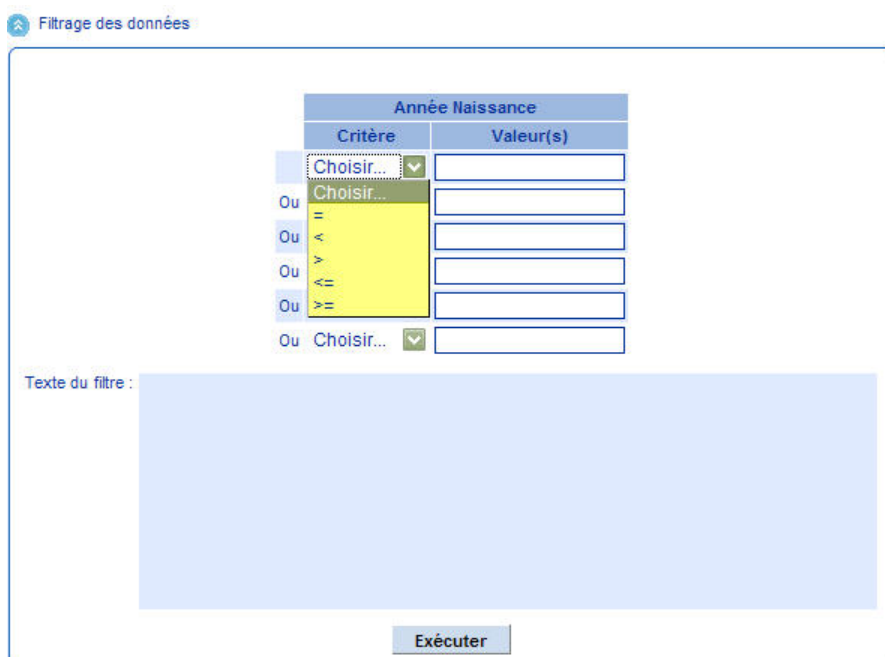 Filtrage des données
Année Naissance
Critère Valeur(s)
Choisir...
Choisir...
Ou
=
Ou <
>
Ou
<=
Ou >=
Ou Choisir...
Texte du filtre :
Exécuter